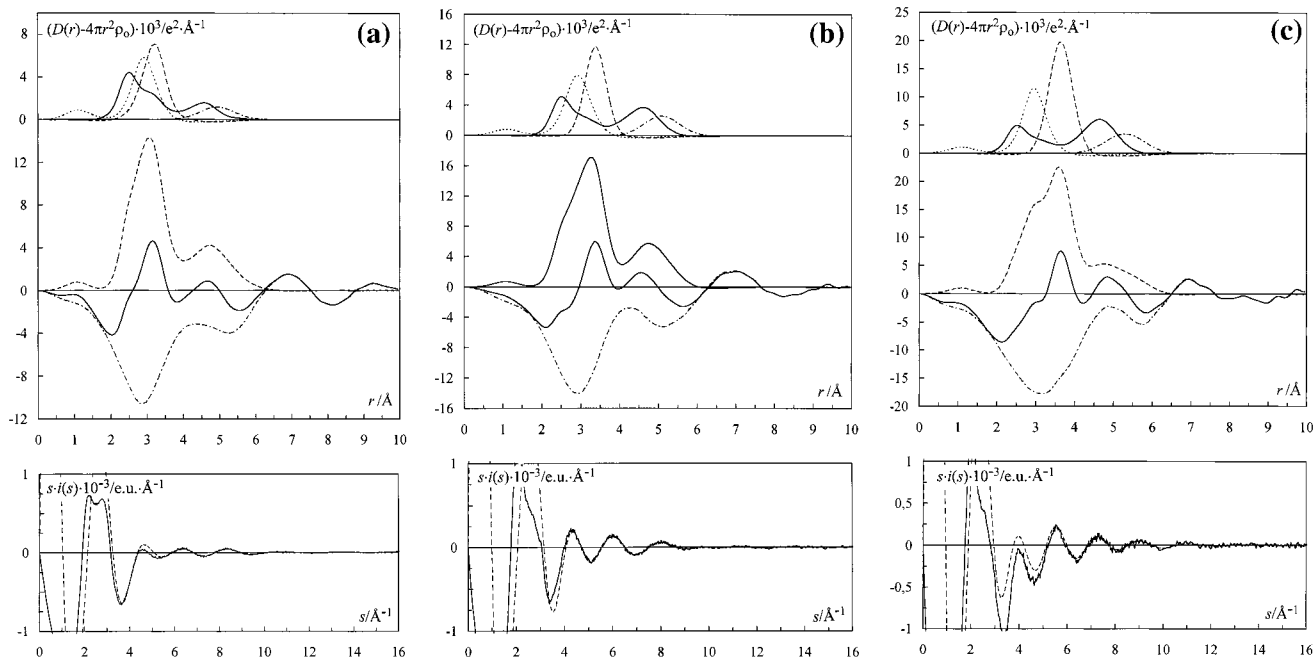 (D(r)-4πr²ρₒ)·10³/e²·Å⁻¹ (a)
8
4
0
12
8
4
0
-4
-8
-12
r/Å
0 1 2 3 4 5 6 7 8 9 10
1 s·i(s)·10⁻³/e.u.·Å⁻¹
0
-1
s/Å⁻¹
0 2 4 6 8 10 12 14 16
(D(r)-4πr²ρₒ)·10³/e²·Å⁻¹ (b)
12
8
4
0
16
12
8
4
0
-4
-8
-12
-16
r/Å
0 1 2 3 4 5 6 7 8 9 10
1 s·i(s)·10⁻³/e.u.·Å⁻¹
0
-1
s/Å⁻¹
0 2 4 6 8 10 12 14 16
(D(r)-4πr²ρₒ)·10³/e²·Å⁻¹ (c)
25
20
15
10
5
0
25
20
15
10
5
0
-5
-10
-15
-20
r/Å
0 1 2 3 4 5 6 7 8 9 10
1 s·i(s)·10⁻³/e.u.·Å⁻¹
0,5
0
-0,5
-1
s/Å⁻¹
0 2 4 6 8 10 12 14 16